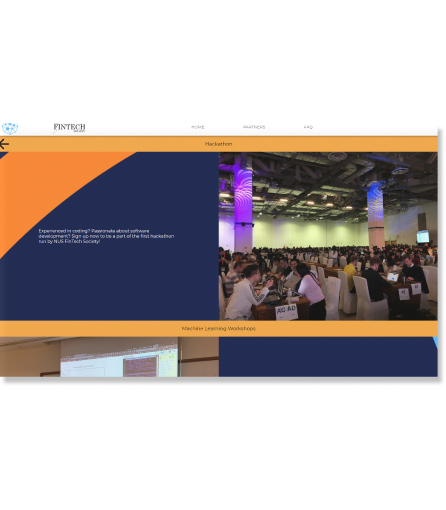 FINTECH
HOME
PARTNERS
FAQ
Hackathon
Experienced in coding? Passionate about software
development? Sign up now to be a part of the first hackathon
run by NUS FinTech Society!
Machine Learning Workshops